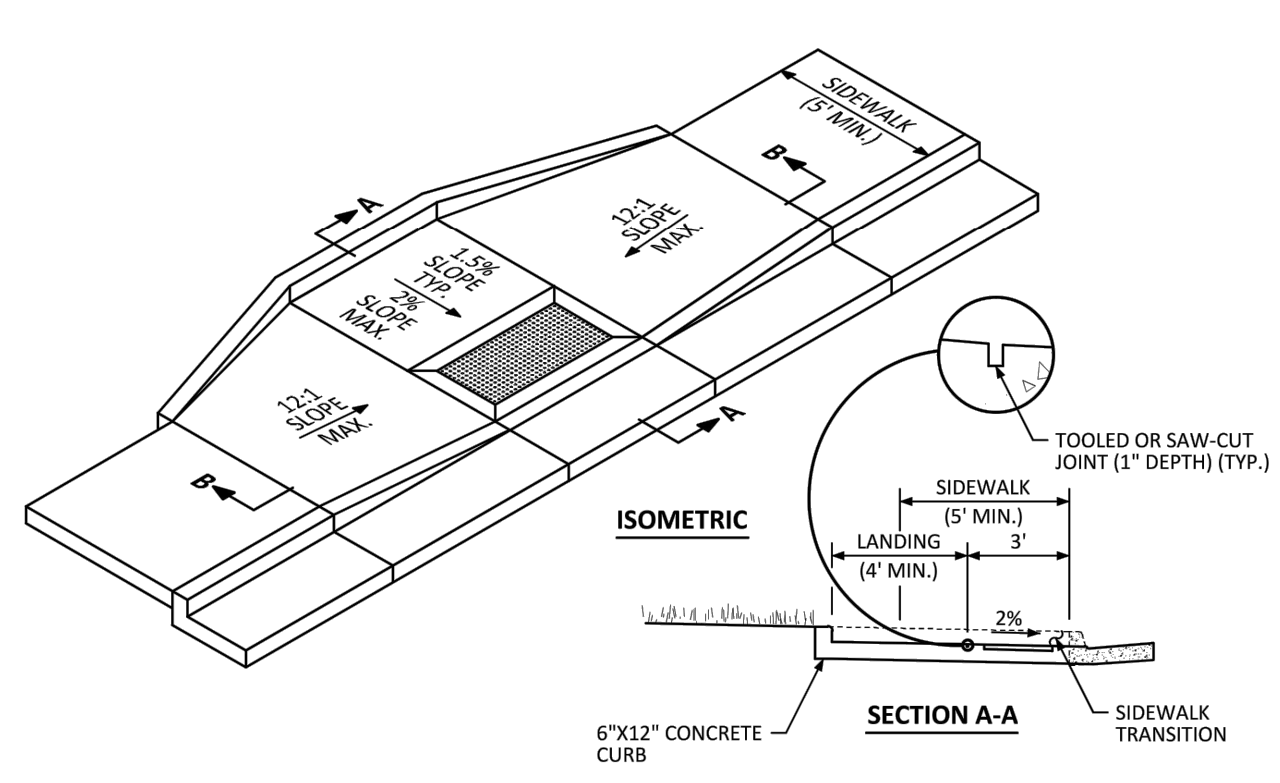 SIDEWALK
(5' MIN.)
B
A
12:1
SLOPE
MAX.
1.5%
SLOPE
TYP.
2%
SLOPE
MAX.
12:1
SLOPE
MAX.
A
B
TOOLED OR SAW-CUT
JOINT (1" DEPTH) (TYP.)
ISOMETRIC
SIDEWALK
(5' MIN.)
LANDING
(4' MIN.)
3'
2%
SECTION A-A
6"X12" CONCRETE
CURB
SIDEWALK
TRANSITION